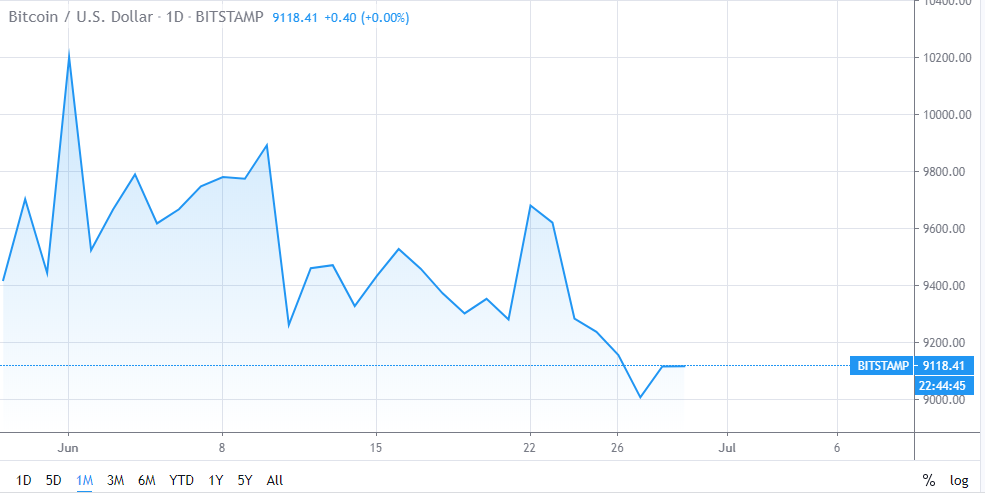 10400.00
Bitcoin / U.S. Dollar · 1D · BITSTAMP 9118.41 +0.40 (+0.00%)
10200.00
10000.00
9800.00
9600.00
9400.00
9200.00
BITSTAMP 9118.41
22:44:45
9000.00
Jun 8 15 22 26 Jul 6
1D 5D 1M 3M 6M YTD 1Y 5Y All % log